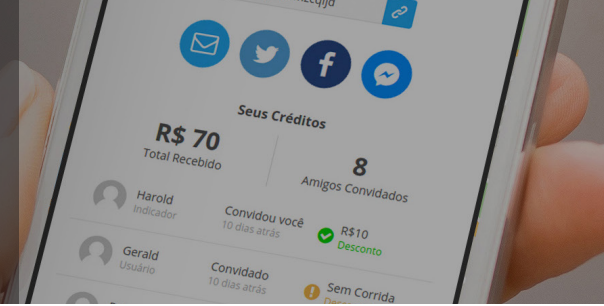 Seus Créditos
R$ 70
Total Recebido
8
Amigos Convidados
Harold
Indicador
Convidou você
10 dias atrás
R$10
Desconto
Gerald
Usuário
Convidado
10 dias atrás
Sem Corrida